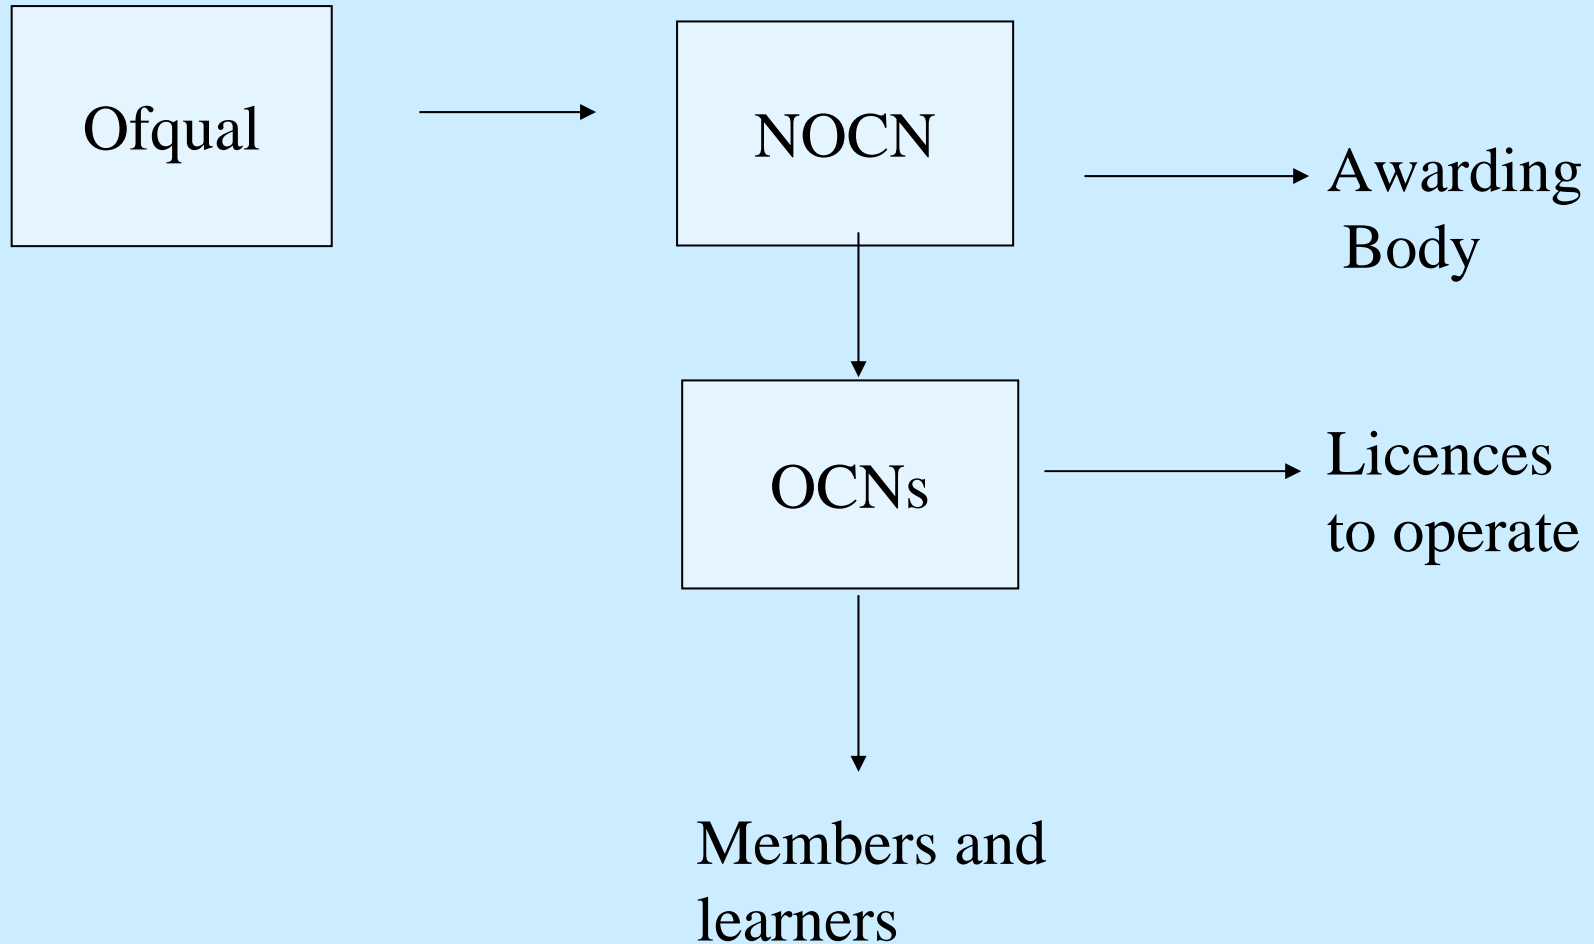 Ofqual
NOCN
Awarding
Body
OCNs
Licences
to operate
Members and
learners